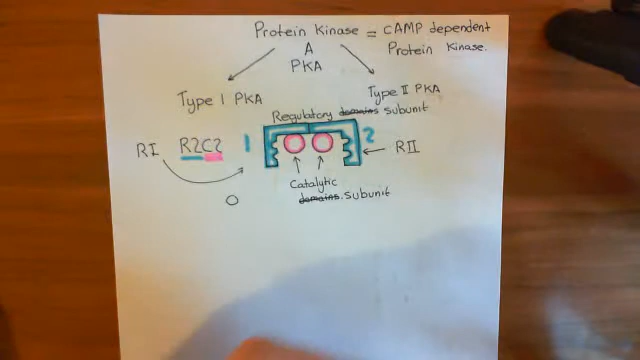 Protein Kinase = CAMP dependent
A Protein Kinase.
PKA
Type I PKA
Type II PKA
Regulatory domains subunit
RI R2C2 1 2 RII
Catalytic
domains. subunit